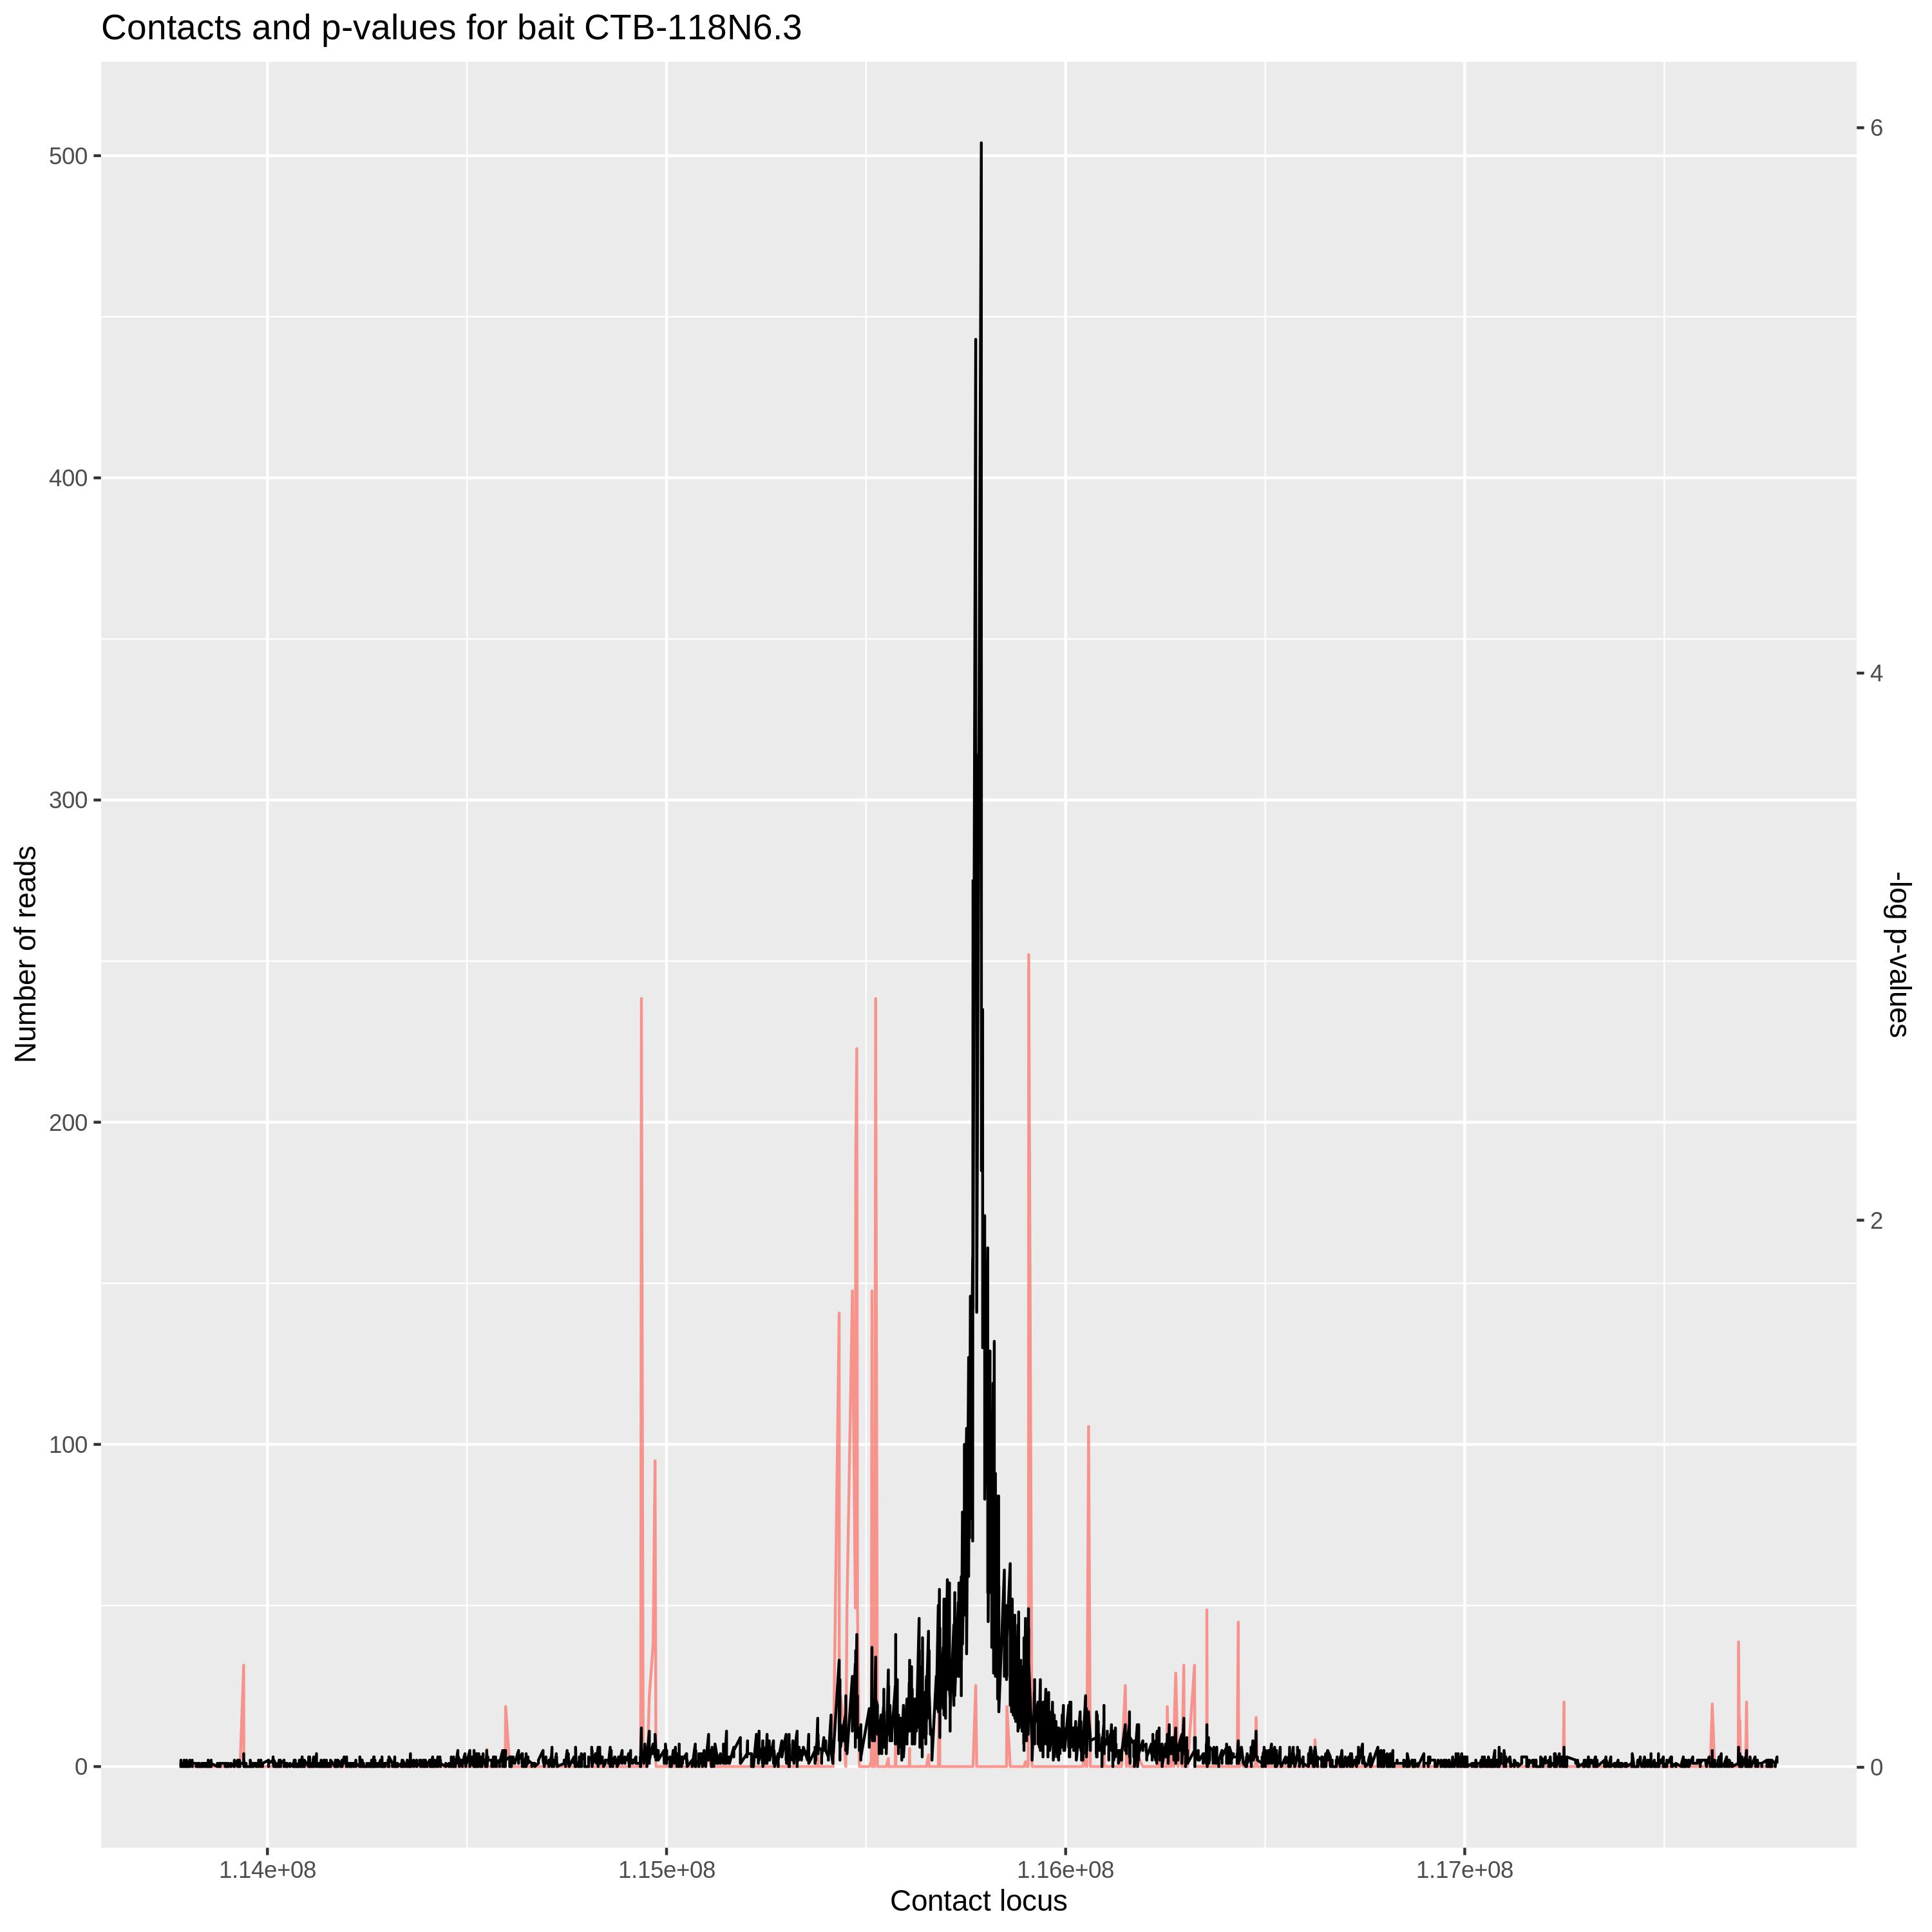 Contacts and p-values for bait CTB-118N6.3
500
400
300
200
100
0
6
4
2
0
Number of reads
-log p-values
1.14e+08
1.15e+08
1.16e+08
1.17e+08
Contact locus